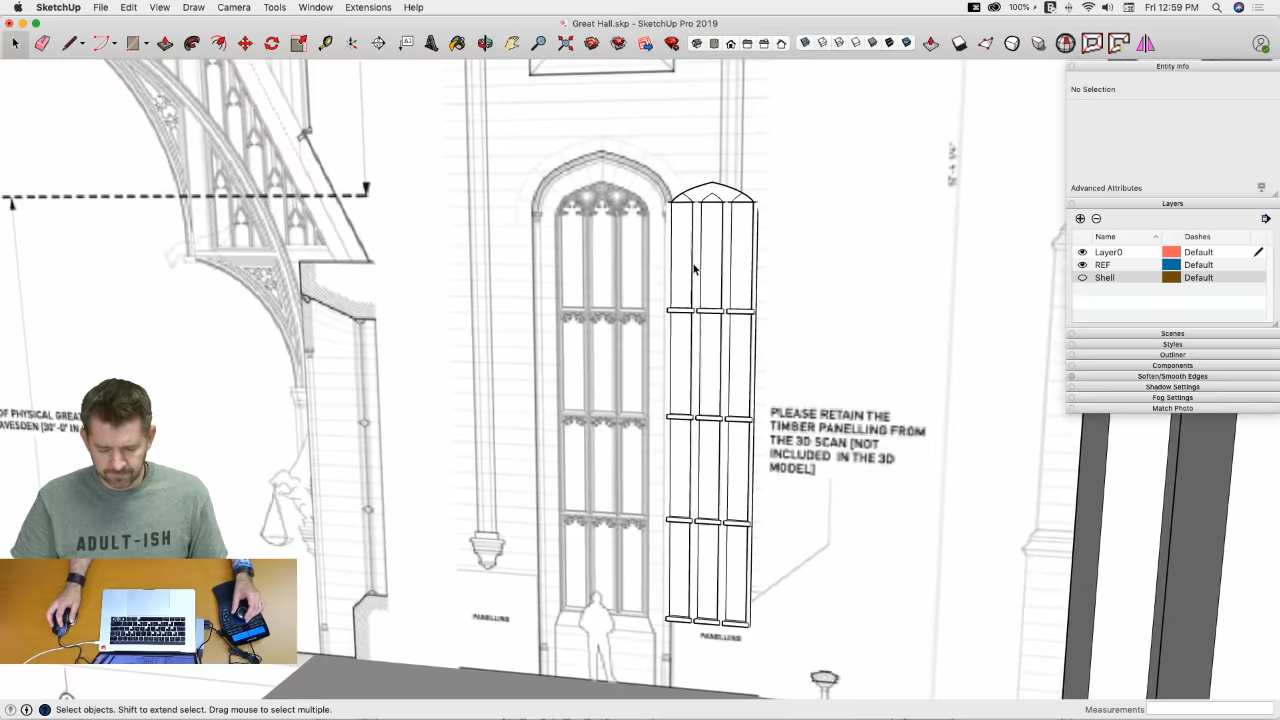 SketchUp File Edit View Draw Camera Tools Window Extensions Help
100% Fri 12:59 PM
Great Hall.skp - SketchUp Pro 2019
Entity Info
No Selection
Advanced Attributes
Layers
Name Dashes
Layer0 Default
REF Default
Shell Default
Scenes
Styles
Outliner
Components
Soften/Smooth Edges
Shadow Settings
Fog Settings
Match Photo
OF PHYSICAL GREAT
PLEASE RETAIN THE
TIMBER PANELLING FROM
THE 3D SCAN [NOT
INCLUDED IN THE 3D
MODEL]
PANELLING
PANELLING
ADULT-ISH
Select objects. Shift to extend select. Drag mouse to select multiple.
Measurements